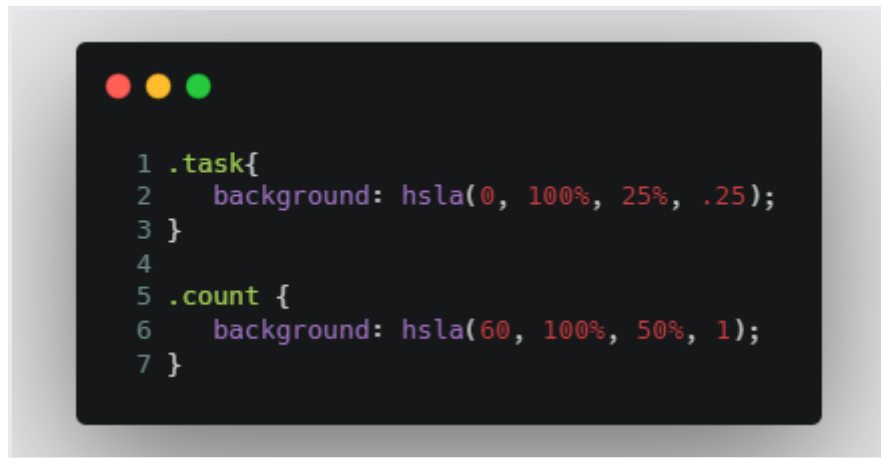 1 .task{
2    background: hsla(0, 100%, 25%, .25);
3 }
4
5 .count {
6    background: hsla(60, 100%, 50%, 1);
7 }